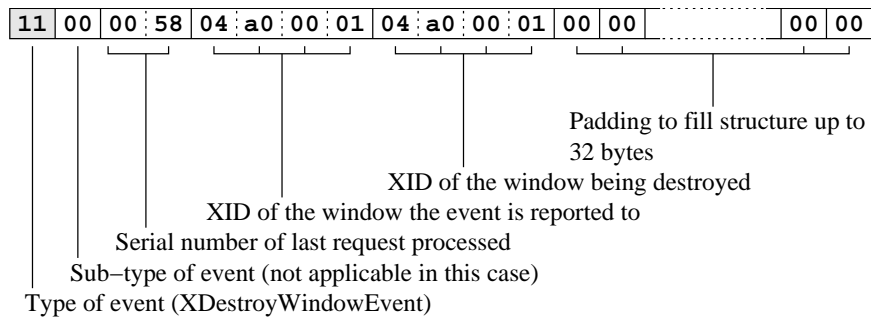 11 00 00 58 04 a0 00 01 04 a0 00 01 00 00 00 00
Padding to fill structure up to
32 bytes
XID of the window being destroyed
XID of the window the event is reported to
Serial number of last request processed
Sub−type of event (not applicable in this case)
Type of event (XDestroyWindowEvent)